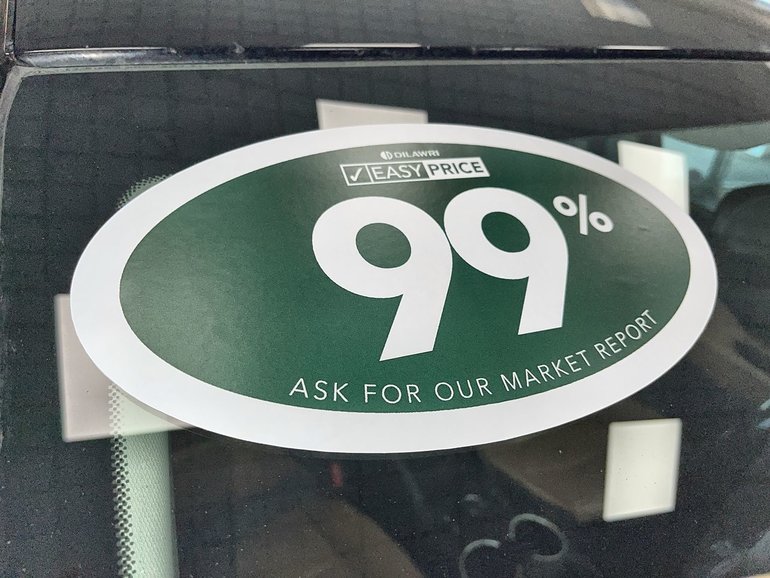 DILAWRI
EASY PRICE
99%
ASK FOR OUR MARKET REPORT